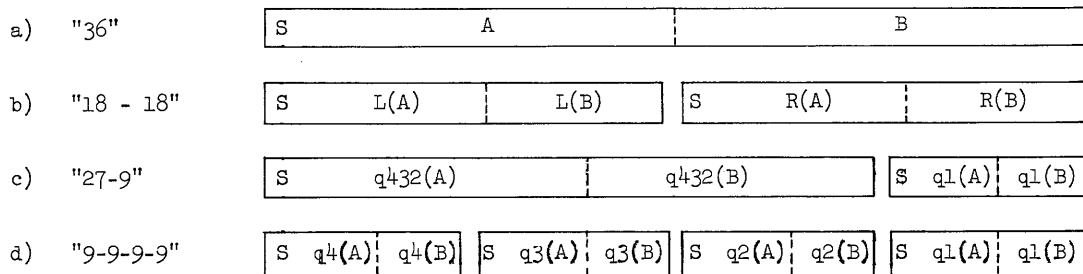 a) "36" S A B
b) "18 - 18" S L(A) L(B) S R(A) R(B)
c) "27-9" S q432(A) q432(B) S q1(A) q1(B)
d) "9-9-9-9" S q4(A) q4(B) S q3(A) q3(B) S q2(A) q2(B) S q1(A) q1(B)